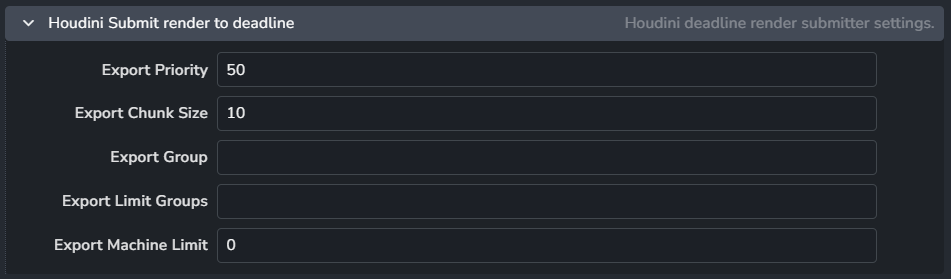 Houdini Submit render to deadline Houdini deadline render submitter settings.
Export Priority 50
Export Chunk Size 10
Export Group
Export Limit Groups
Export Machine Limit 0